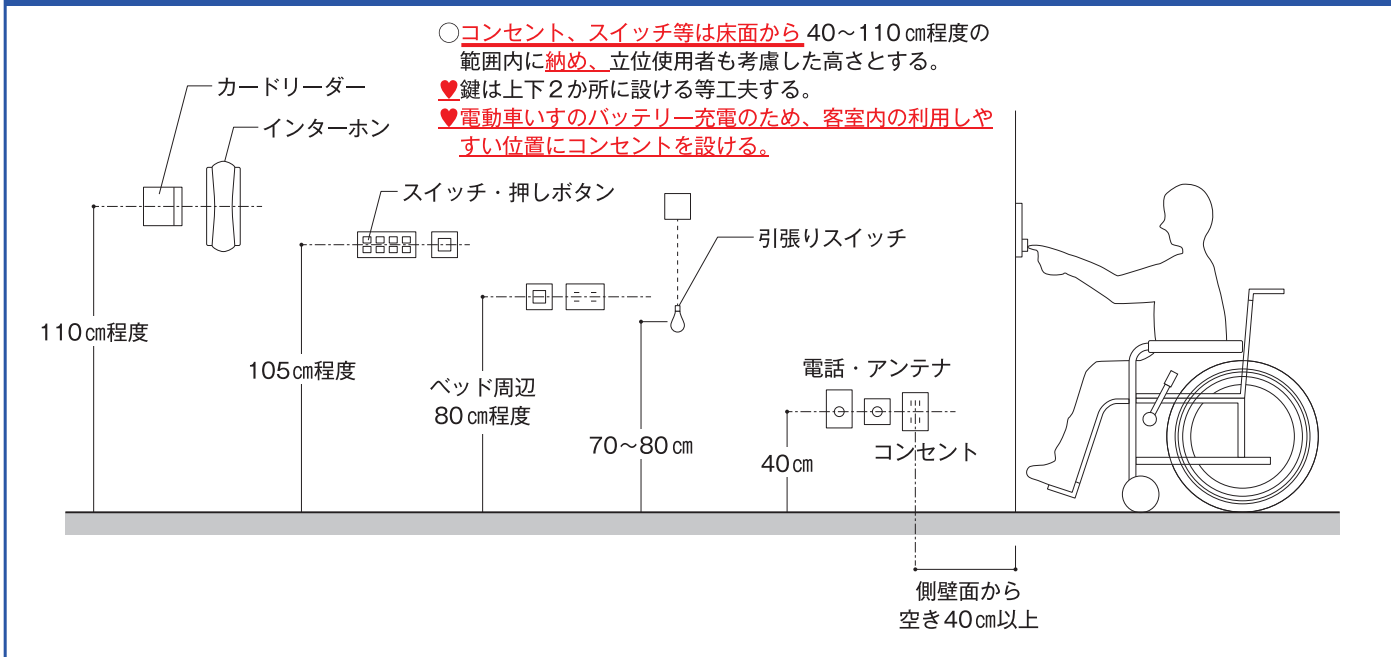 ○コンセント、スイッチ等は床面から 40～110㎝程度の
範囲内に納め、立位使用者も考慮した高さとする。
♥鍵は上下２か所に設ける等工夫する。
♥電動車いすのバッテリー充電のため、客室内の利用しや
すい位置にコンセントを設ける。
カードリーダー
インターホン
スイッチ・押しボタン
引張りスイッチ
110㎝程度
105㎝程度
ベッド周辺
80㎝程度
70～80㎝
電話・アンテナ
コンセント
40㎝
側壁面から
空き40㎝以上